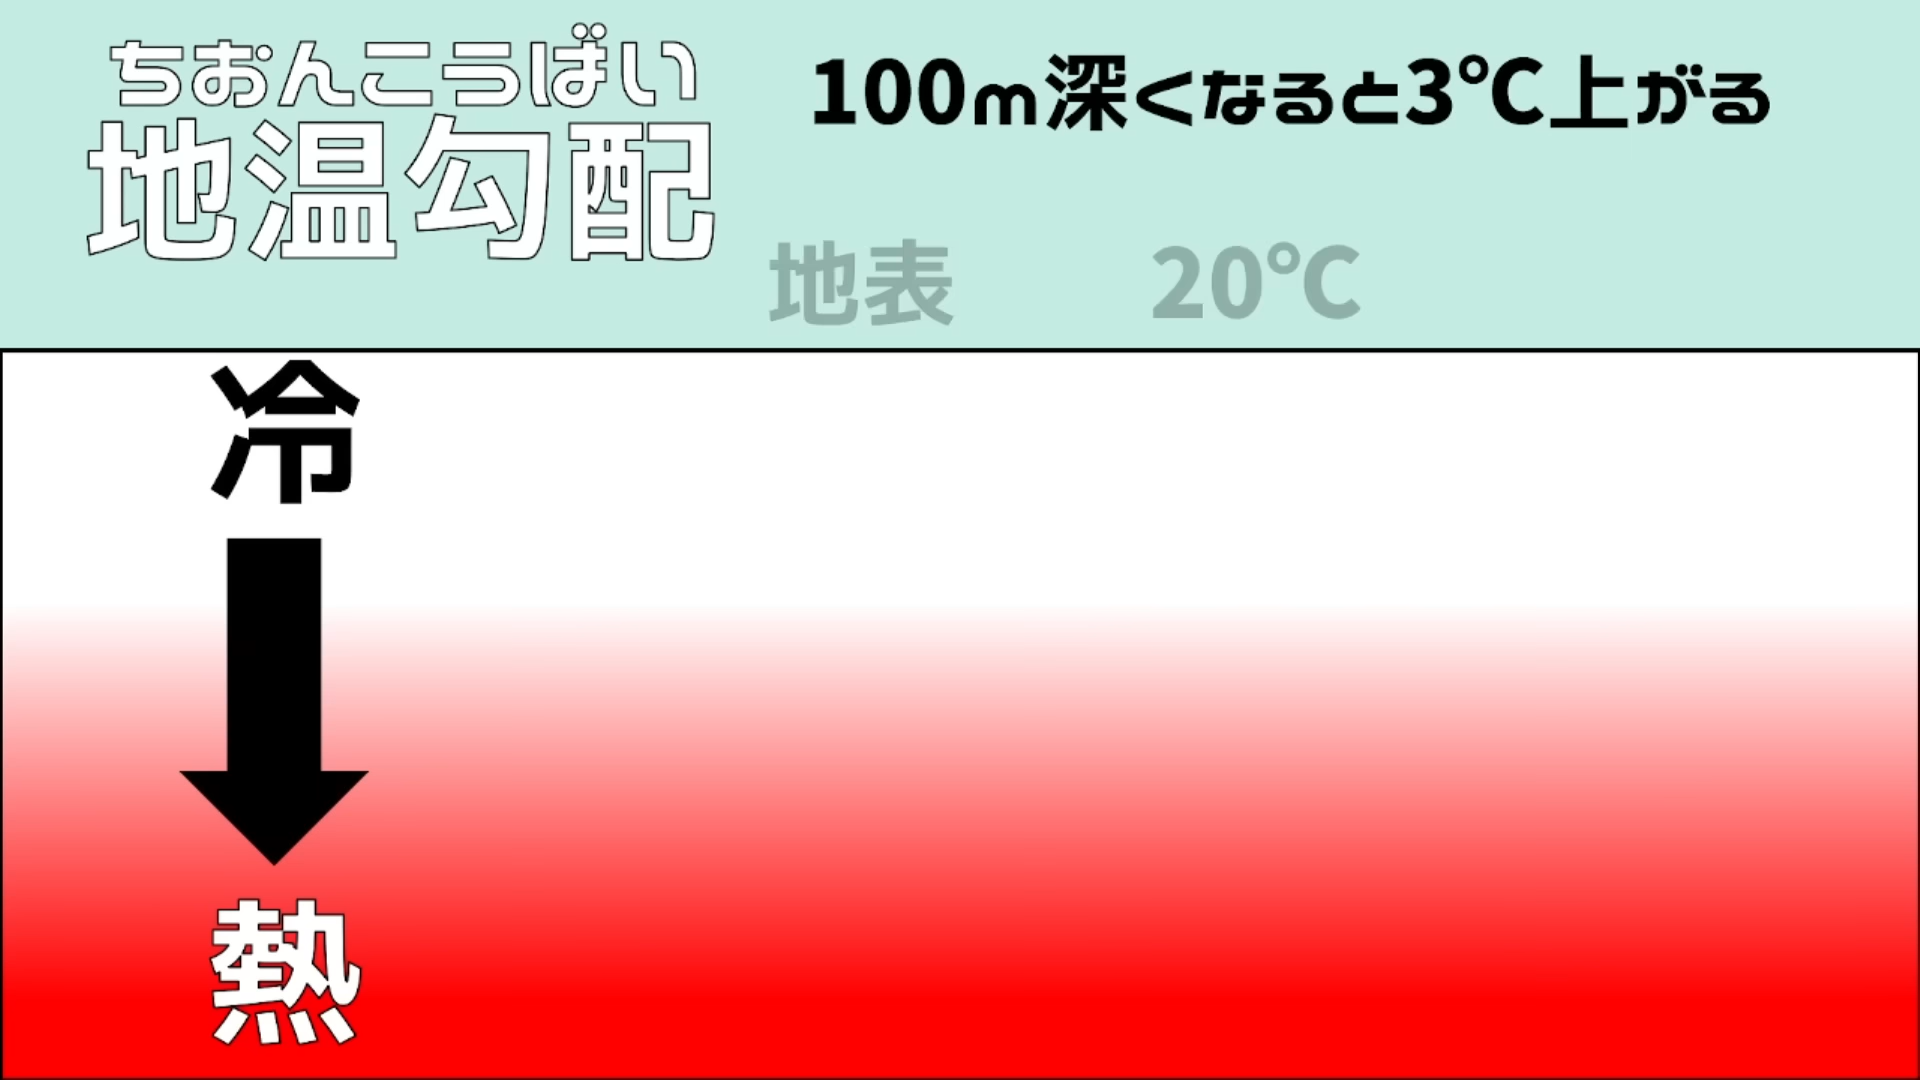 ちおんこうばい
地温勾配
100m深くなると3℃上がる
地表 20℃
冷
熱